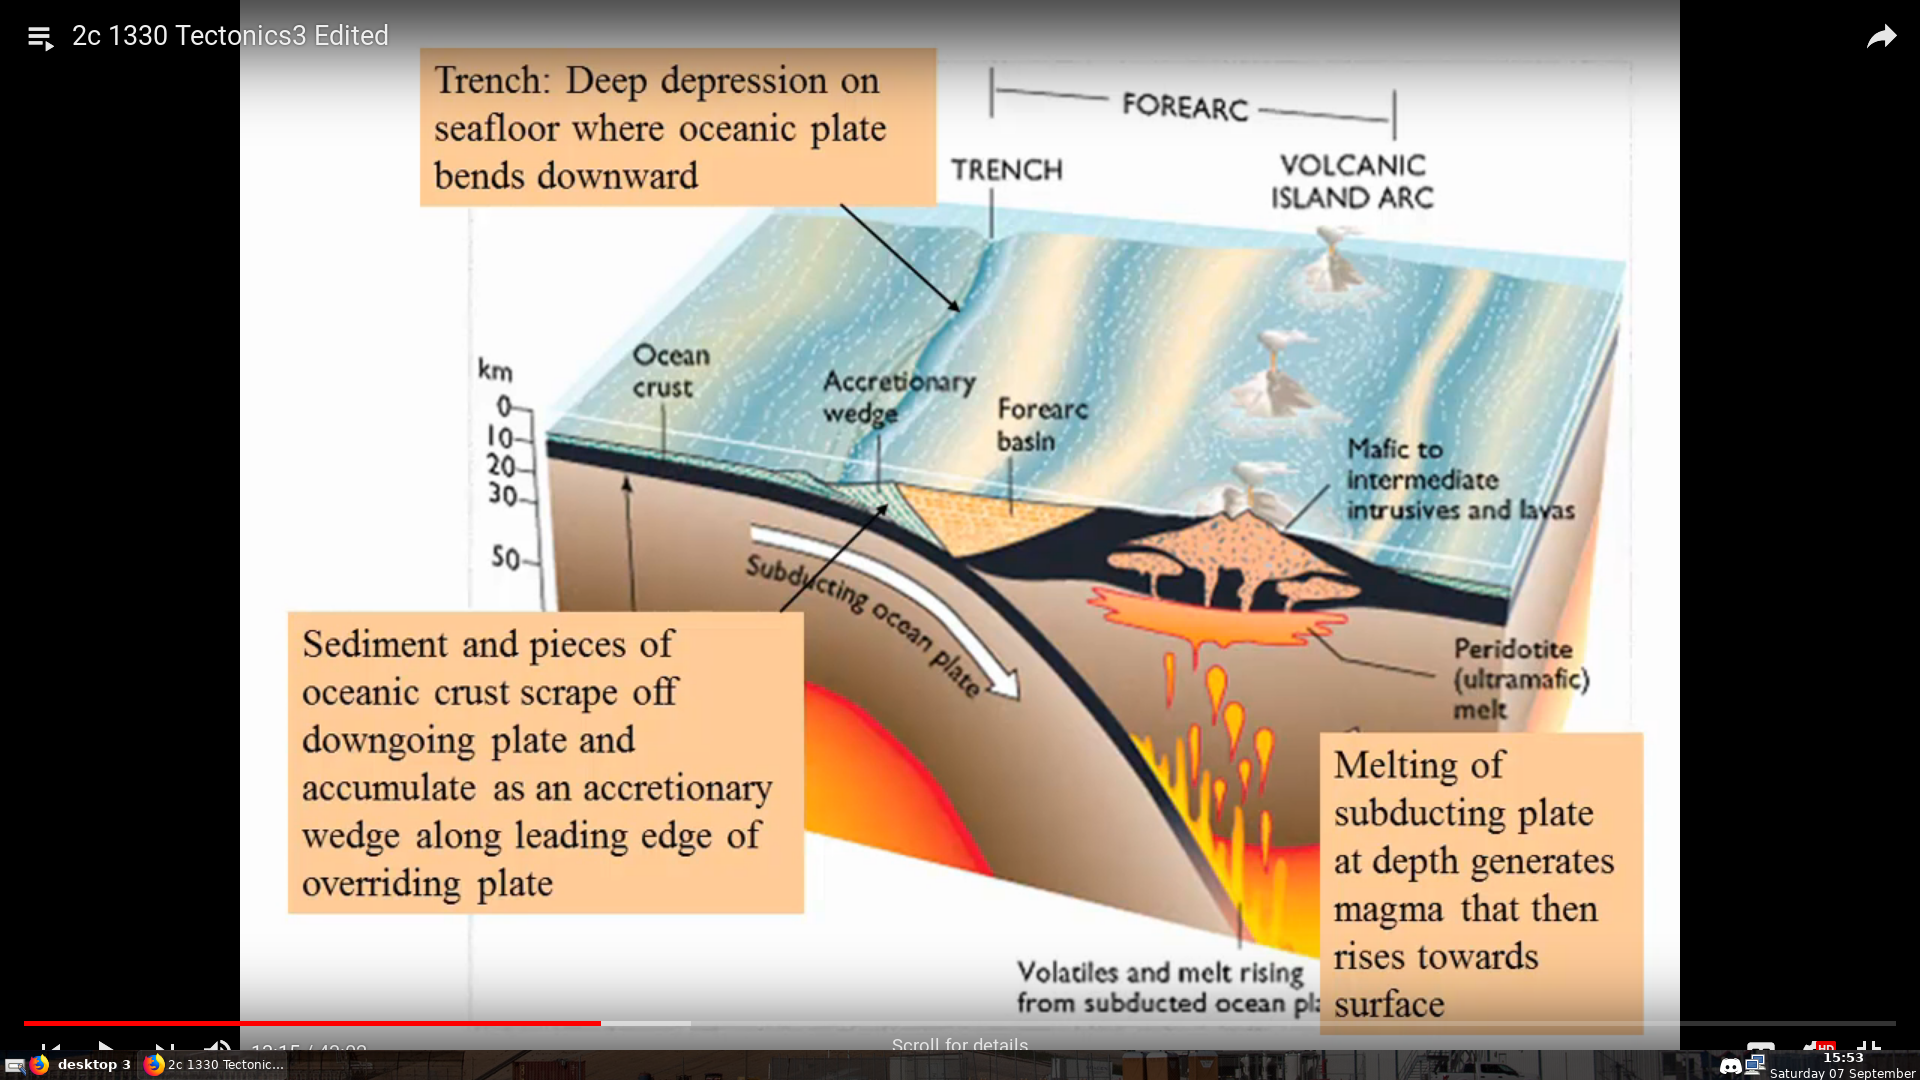 2c 1330 Tectonics3 Edited
Trench: Deep depression on
seafloor where oceanic plate
bends downward
FOREARC
TRENCH
VOLCANIC
ISLAND ARC
km
0
10
20
30
50
Ocean
crust
Accretionary
wedge
Forearc
basin
Mafic to
intermediate
intrusives and lavas
Subducting ocean plate
Peridotite
(ultramafic)
melt
Sediment and pieces of
oceanic crust scrape off
downgoing plate and
accumulate as an accretionary
wedge along leading edge of
overriding plate
Melting of
subducting plate
at depth generates
magma that then
rises towards
surface
Volatiles and melt rising
from subducted ocean pla
Scroll for details
HD
desktop 3
2c 1330 Tectonic...
15:53
Saturday 07 September